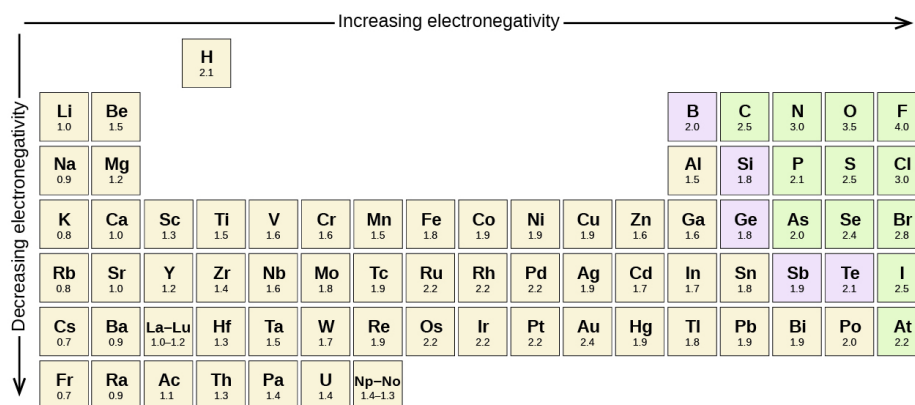 Increasing electronegativity
Decreasing electronegativity
H
2.1
Li Be B C N O F
1.0 1.5 2.0 2.5 3.0 3.5 4.0
Na Mg Al Si P S Cl
0.9 1.2 1.5 1.8 2.1 2.5 3.0
K Ca Sc Ti V Cr Mn Fe Co Ni Cu Zn Ga Ge As Se Br
0.8 1.0 1.3 1.5 1.6 1.6 1.5 1.8 1.9 1.9 1.9 1.6 1.6 1.8 2.0 2.4 2.8
Rb Sr Y Zr Nb Mo Tc Ru Rh Pd Ag Cd In Sn Sb Te I
0.8 1.0 1.2 1.4 1.6 1.8 1.9 2.2 2.2 2.2 1.9 1.7 1.7 1.8 1.9 2.1 2.5
Cs Ba La–Lu Hf Ta W Re Os Ir Pt Au Hg Tl Pb Bi Po At
0.7 0.9 1.0–1.2 1.3 1.5 1.7 1.9 2.2 2.2 2.2 2.4 1.9 1.8 1.9 1.9 2.0 2.2
Fr Ra Ac Th Pa U Np–No
0.7 0.9 1.1 1.3 1.4 1.4 1.4–1.3